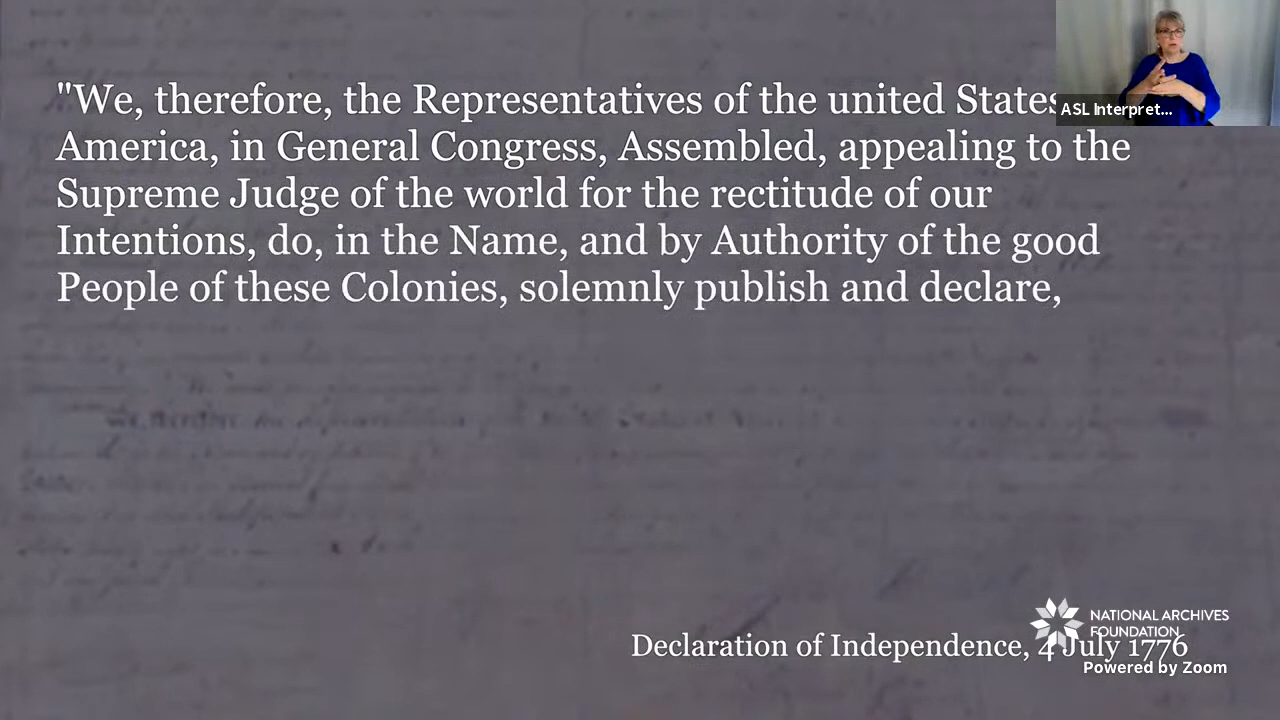 "We, therefore, the Representatives of the united States
America, in General Congress, Assembled, appealing to the
Supreme Judge of the world for the rectitude of our
Intentions, do, in the Name, and by Authority of the good
People of these Colonies, solemnly publish and declare,
ASL Interpret...
NATIONAL ARCHIVES
FOUNDATION
Declaration of Independence, 4 July 1776
Powered by Zoom